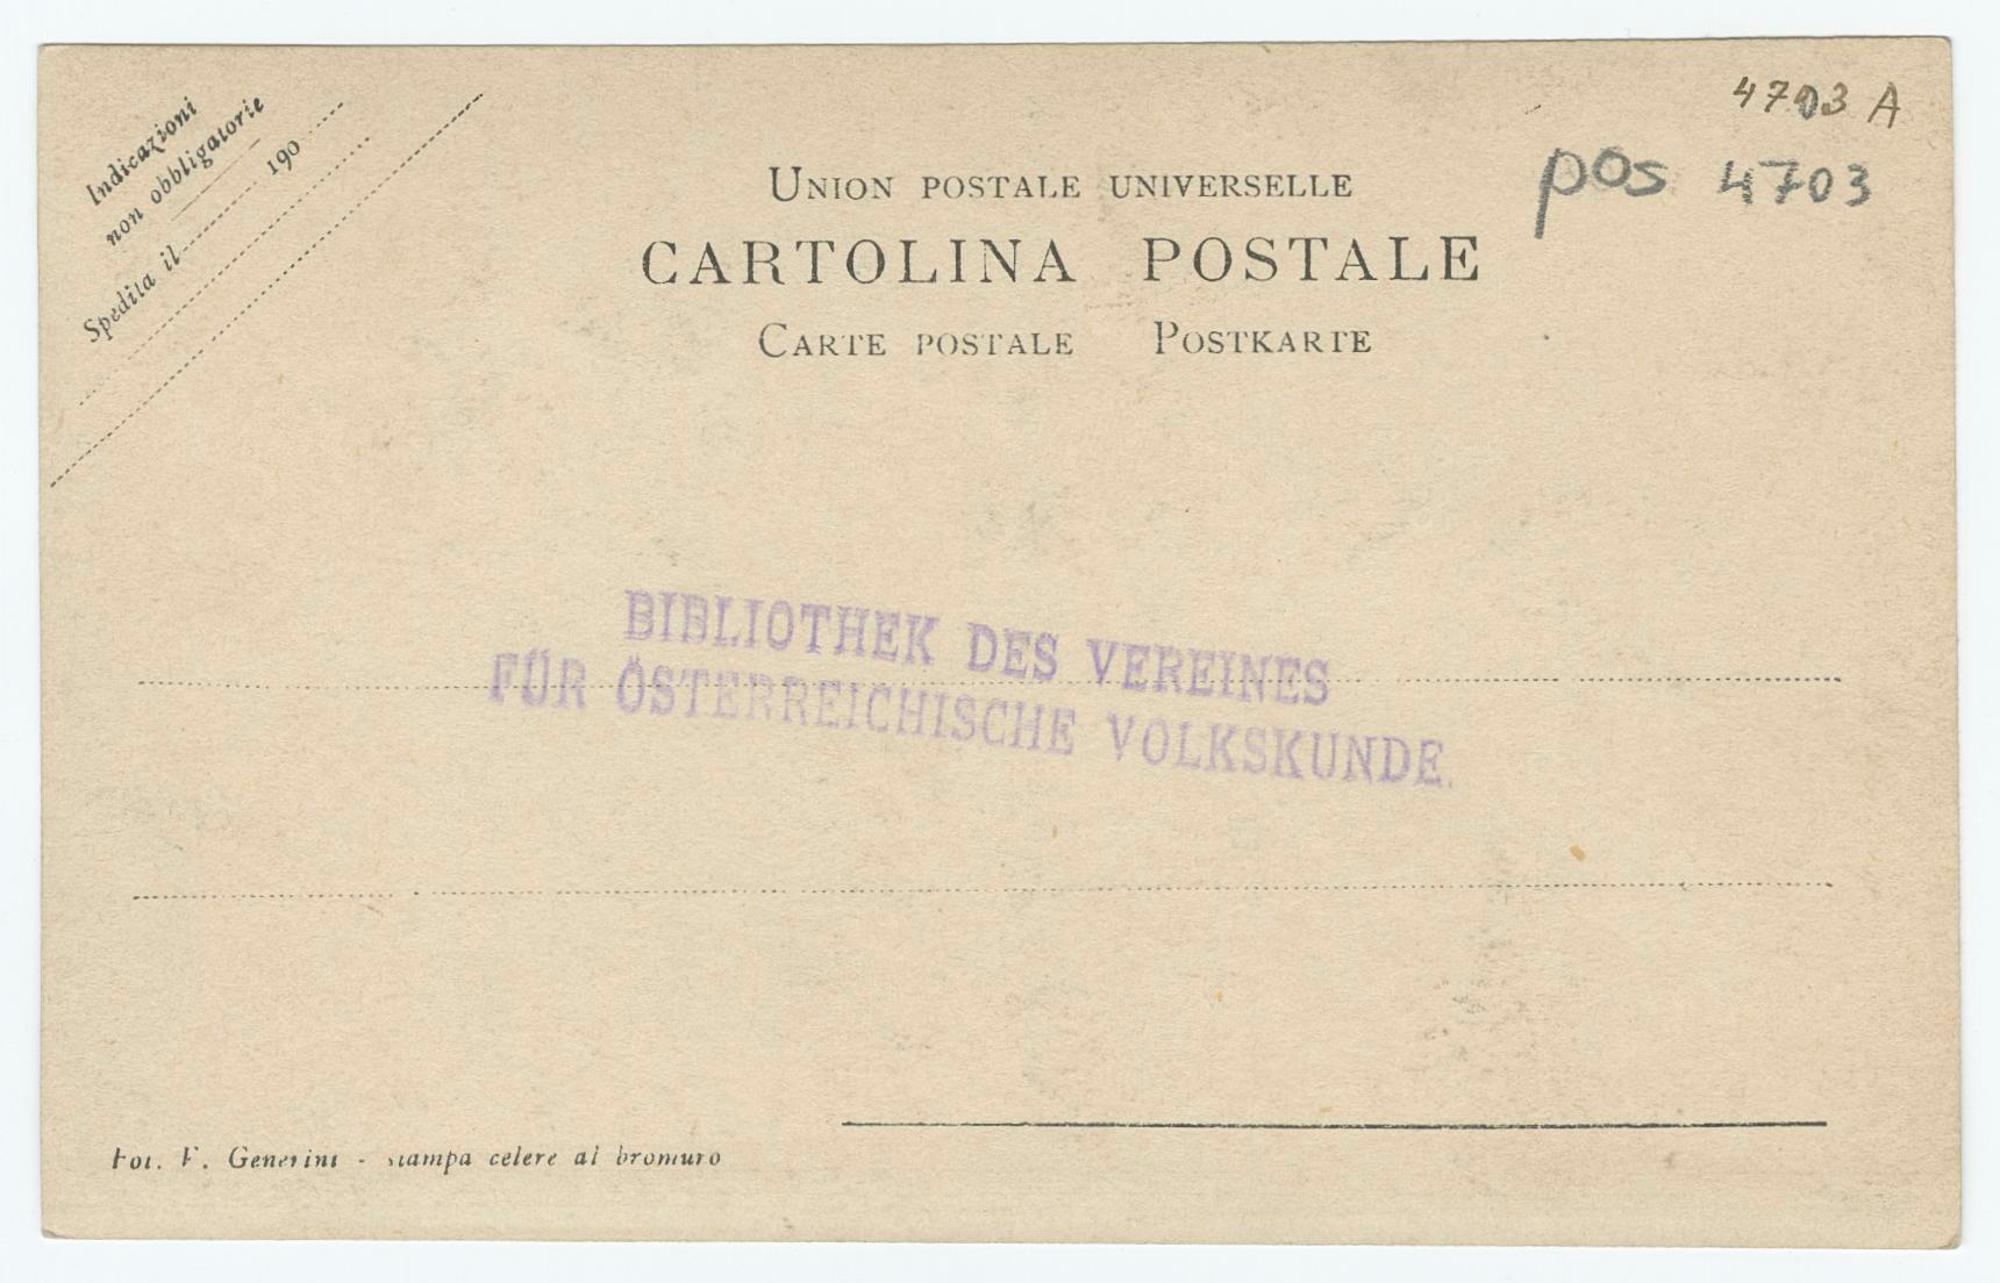 Indicazioni
non obbligatorie
Spedita il 190
4703 A
pos 4703
UNION POSTALE UNIVERSELLE
CARTOLINA POSTALE
CARTE POSTALE POSTKARTE
BIBLIOTHEK DES VEREINES
FÜR ÖSTERREICHISCHE VOLKSKUNDE.
Fot. F. Generini - stampa celere al bromuro